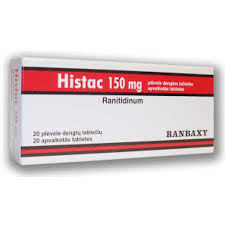 Histac 150 mg
plėvele dengtos tabletės
apvalkotās tabletes
Ranitidinum
20 plėvele dengtų tablečių
20 apvalkotās tabletes
RANBAXY